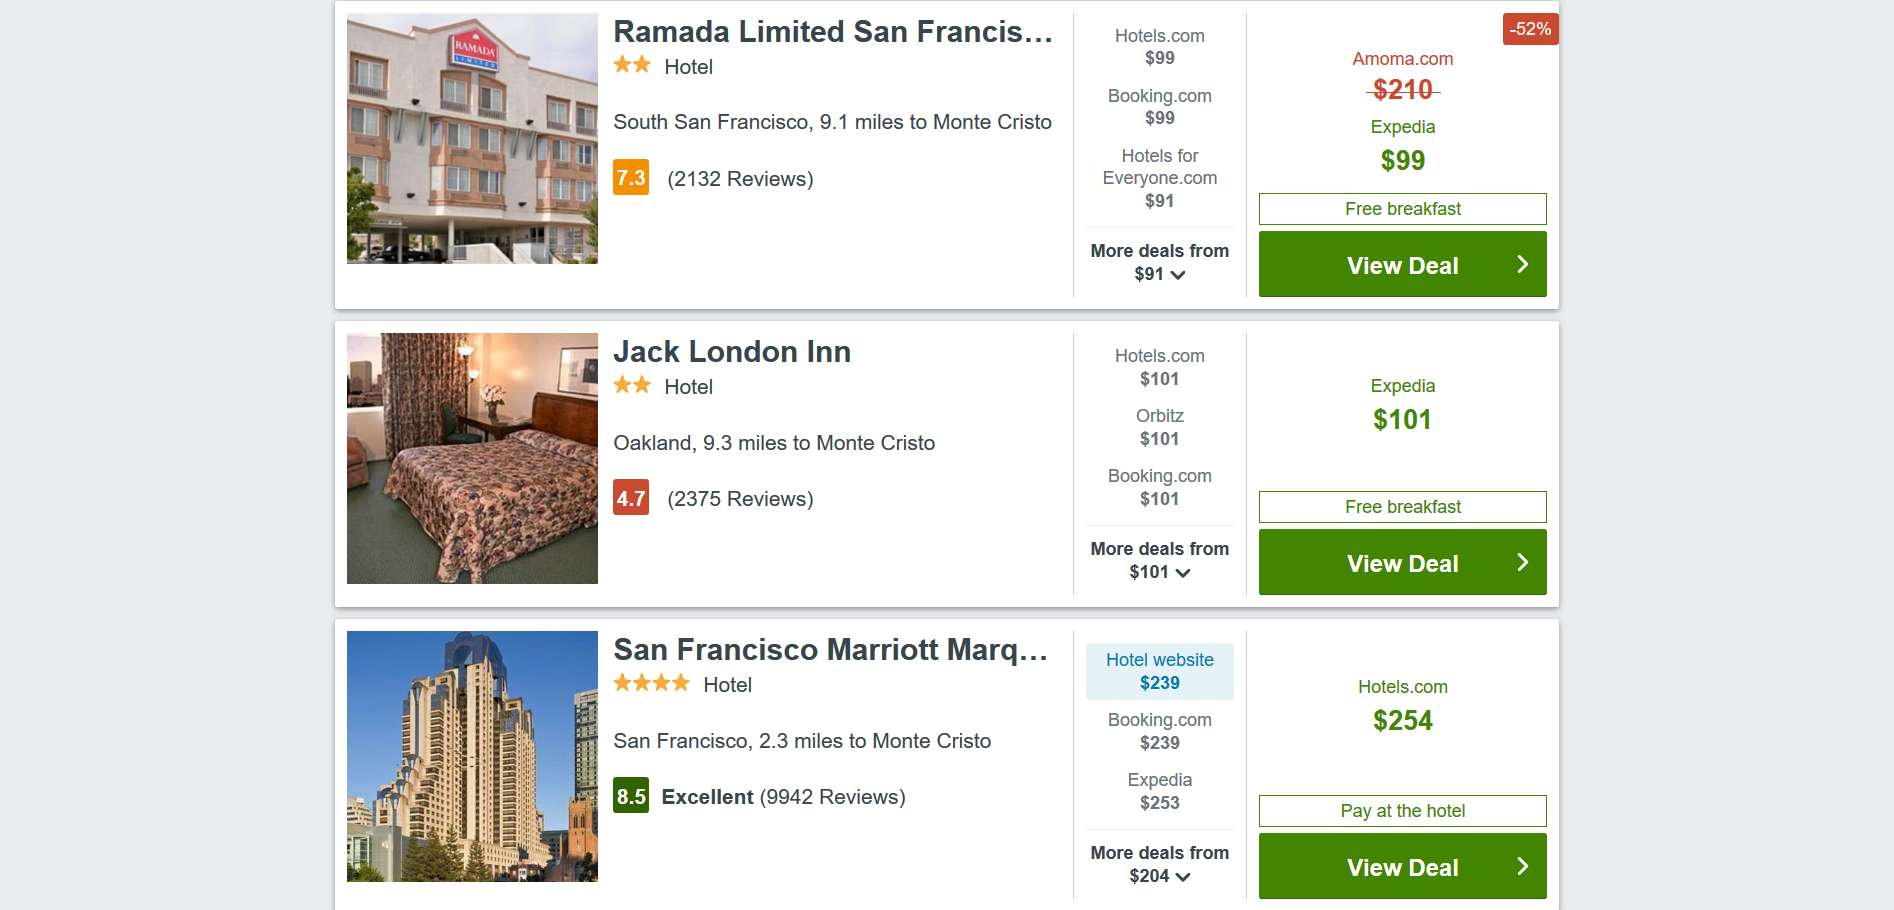 RAMADA
LIMITED
Ramada Limited San Francis...
Hotel
South San Francisco, 9.1 miles to Monte Cristo
7.3 (2132 Reviews)
Hotels.com
$99
Booking.com
$99
Hotels for
Everyone.com
$91
More deals from
$91
-52%
Amoma.com
$210
Expedia
$99
Free breakfast
View Deal
Jack London Inn
Hotel
Oakland, 9.3 miles to Monte Cristo
4.7 (2375 Reviews)
Hotels.com
$101
Orbitz
$101
Booking.com
$101
More deals from
$101
Expedia
$101
Free breakfast
View Deal
San Francisco Marriott Marq...
Hotel
San Francisco, 2.3 miles to Monte Cristo
8.5 Excellent (9942 Reviews)
Hotel website
$239
Booking.com
$239
Expedia
$253
More deals from
$204
Hotels.com
$254
Pay at the hotel
View Deal